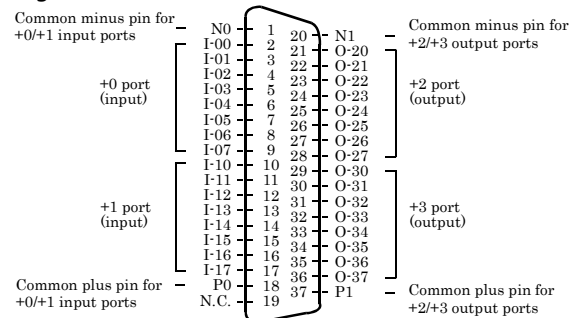 Common minus pin for
+0/+1 input ports
+0 port
(input)
+1 port
(input)
Common plus pin for
+0/+1 input ports
N0
I-00
I-01
I-02
I-03
I-04
I-05
I-06
I-07
I-10
I-11
I-12
I-13
I-14
I-15
I-16
I-17
P0
N.C.
1
2
3
4
5
6
7
8
9
10
11
12
13
14
15
16
17
18
19
20
21
22
23
24
25
26
27
28
29
30
31
32
33
34
35
36
37
N1
O-20
O-21
O-22
O-23
O-24
O-25
O-26
O-27
O-30
O-31
O-32
O-33
O-34
O-35
O-36
O-37
P1
Common minus pin for
+2/+3 output ports
+2 port
(output)
+3 port
(output)
Common plus pin for
+2/+3 output ports